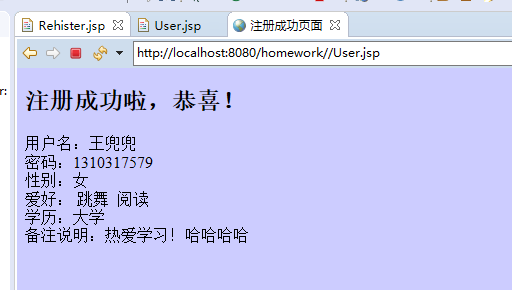 Rehister.jsp User.jsp 注册成功页面
http://localhost:8080/homework//User.jsp
r:
注册成功啦，恭喜！
用户名：王兜兜
密码：1310317579
性别：女
爱好： 跳舞 阅读
学历：大学
备注说明：热爱学习！哈哈哈哈